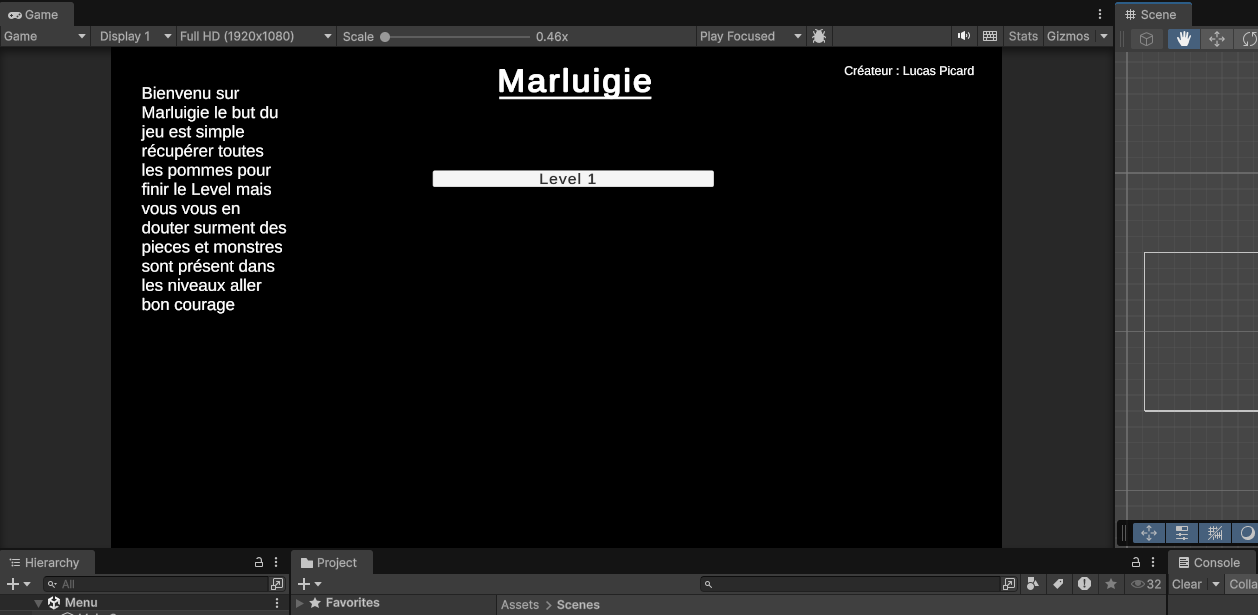 Game
Scene
Game Display 1 Full HD (1920x1080) Scale 0.46x Play Focused Stats Gizmos
Marluigie
Créateur : Lucas Picard
Bienvenu sur
Marluigie le but du
jeu est simple
récupérer toutes
les pommes pour
finir le Level mais
vous vous en
douter surment des
pieces et monstres
sont présent dans
les niveaux aller
bon courage
Level 1
Hierarchy
Project
Console
All
32
Clear
Menu
Favorites
Assets > Scenes